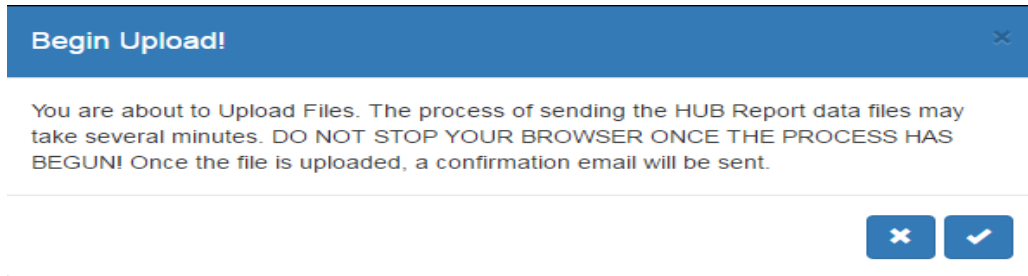 Begin Upload!
You are about to Upload Files. The process of sending the HUB Report data files may
take several minutes. DO NOT STOP YOUR BROWSER ONCE THE PROCESS HAS
BEGUN! Once the file is uploaded, a confirmation email will be sent.